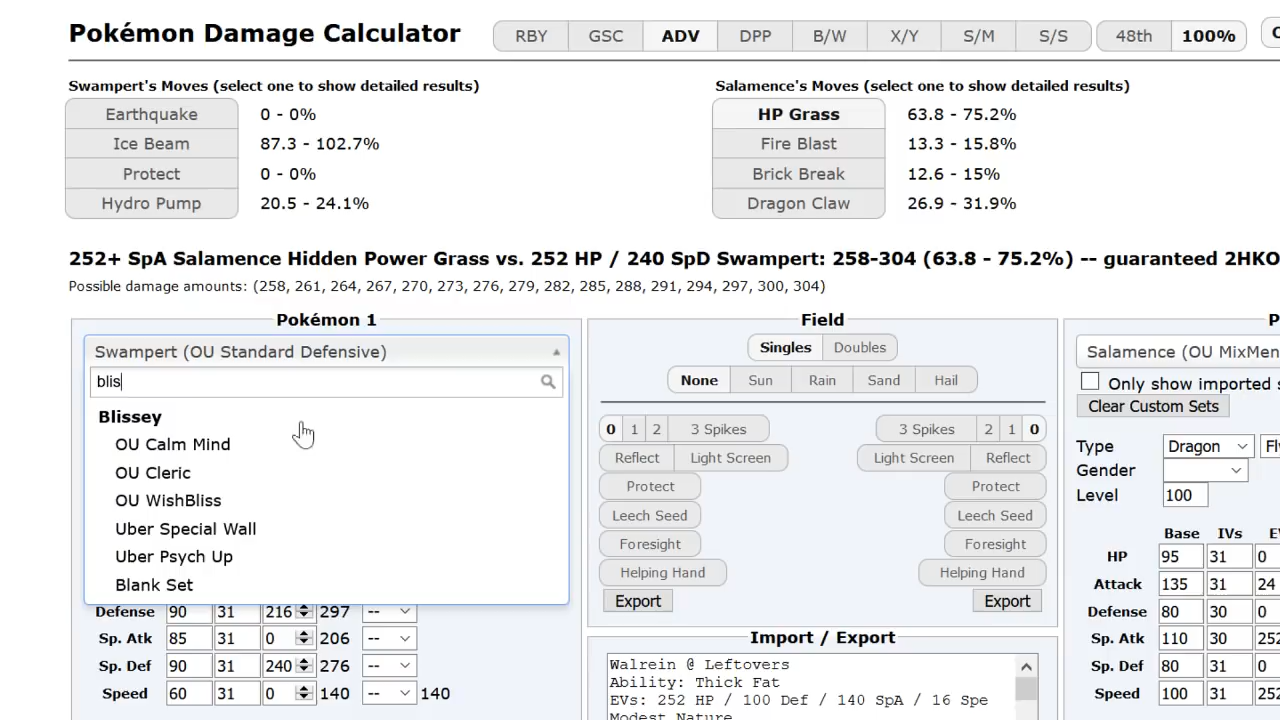 Pokémon Damage Calculator
RBY GSC ADV DPP B/W X/Y S/M S/S 48th 100%
Swampert's Moves (select one to show detailed results)
Earthquake 0 - 0%
Ice Beam 87.3 - 102.7%
Protect 0 - 0%
Hydro Pump 20.5 - 24.1%
Salamence's Moves (select one to show detailed results)
HP Grass 63.8 - 75.2%
Fire Blast 13.3 - 15.8%
Brick Break 12.6 - 15%
Dragon Claw 26.9 - 31.9%
252+ SpA Salamence Hidden Power Grass vs. 252 HP / 240 SpD Swampert: 258-304 (63.8 - 75.2%) -- guaranteed 2HKO
Possible damage amounts: (258, 261, 264, 267, 270, 273, 276, 279, 282, 285, 288, 291, 294, 297, 300, 304)
Pokémon 1
Swampert (OU Standard Defensive)
blis
Blissey
OU Calm Mind
OU Cleric
OU WishBliss
Uber Special Wall
Uber Psych Up
Blank Set
Defense 90 31 216 297 --
Sp. Atk 85 31 0 206 --
Sp. Def 90 31 240 276 --
Speed 60 31 0 140 -- 140
Field
Singles Doubles
None Sun Rain Sand Hail
0 1 2 3 Spikes 3 Spikes 2 1 0
Reflect Light Screen Light Screen Reflect
Protect Protect
Leech Seed Leech Seed
Foresight Foresight
Helping Hand Helping Hand
Export Export
Import / Export
Walrein @ Leftovers
Ability: Thick Fat
EVs: 252 HP / 100 Def / 140 SpA / 16 Spe
Modest Nature
Salamence (OU MixMen
Only show imported s
Clear Custom Sets
Type Dragon Fl
Gender
Level 100
Base IVs E
HP 95 31 0
Attack 135 31 24
Defense 80 30 0
Sp. Atk 110 30 252
Sp. Def 80 31 0
Speed 100 31 252